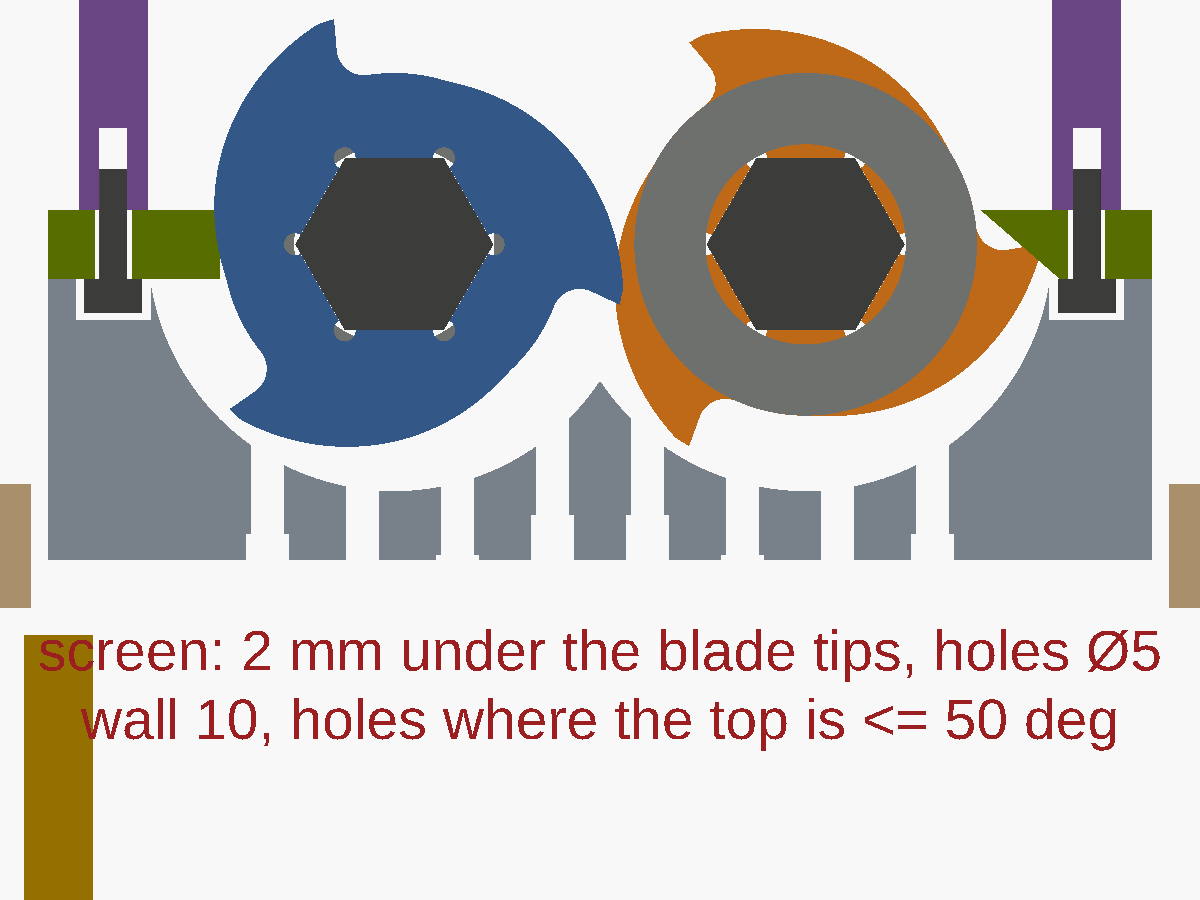 screen: 2 mm under the blade tips, holes Ø5
wall 10, holes where the top is <= 50 deg